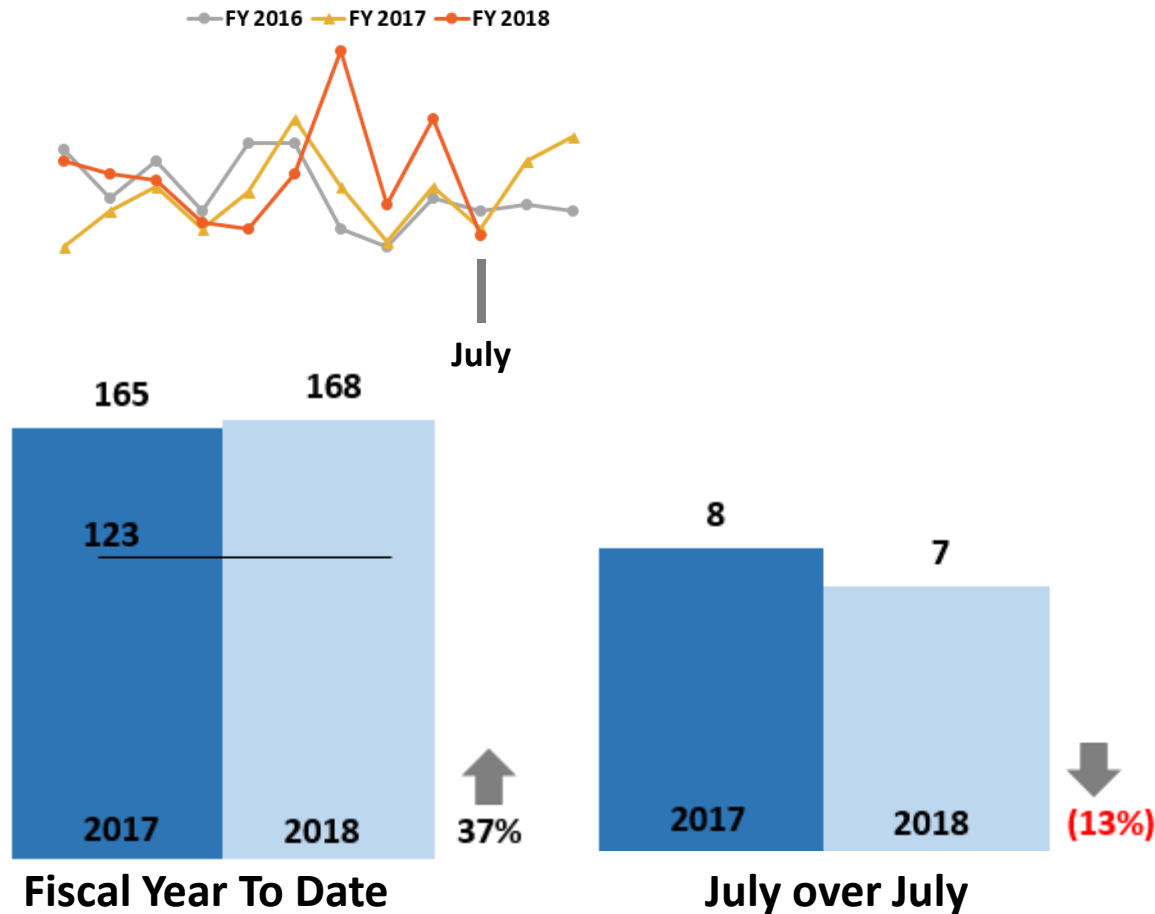 FY 2016 FY 2017 FY 2018
July
165 168
123
2017 2018 37%
Fiscal Year To Date
8 7
2017 2018 (13%)
July over July